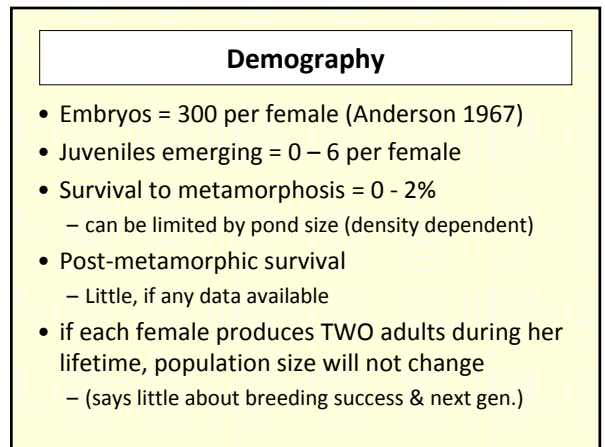 Demography
• Embryos = 300 per female (Anderson 1967)
• Juveniles emerging = 0 – 6 per female
• Survival to metamorphosis = 0 - 2%
– can be limited by pond size (density dependent)
• Post-metamorphic survival
– Little, if any data available
• if each female produces TWO adults during her
lifetime, population size will not change
– (says little about breeding success & next gen.)